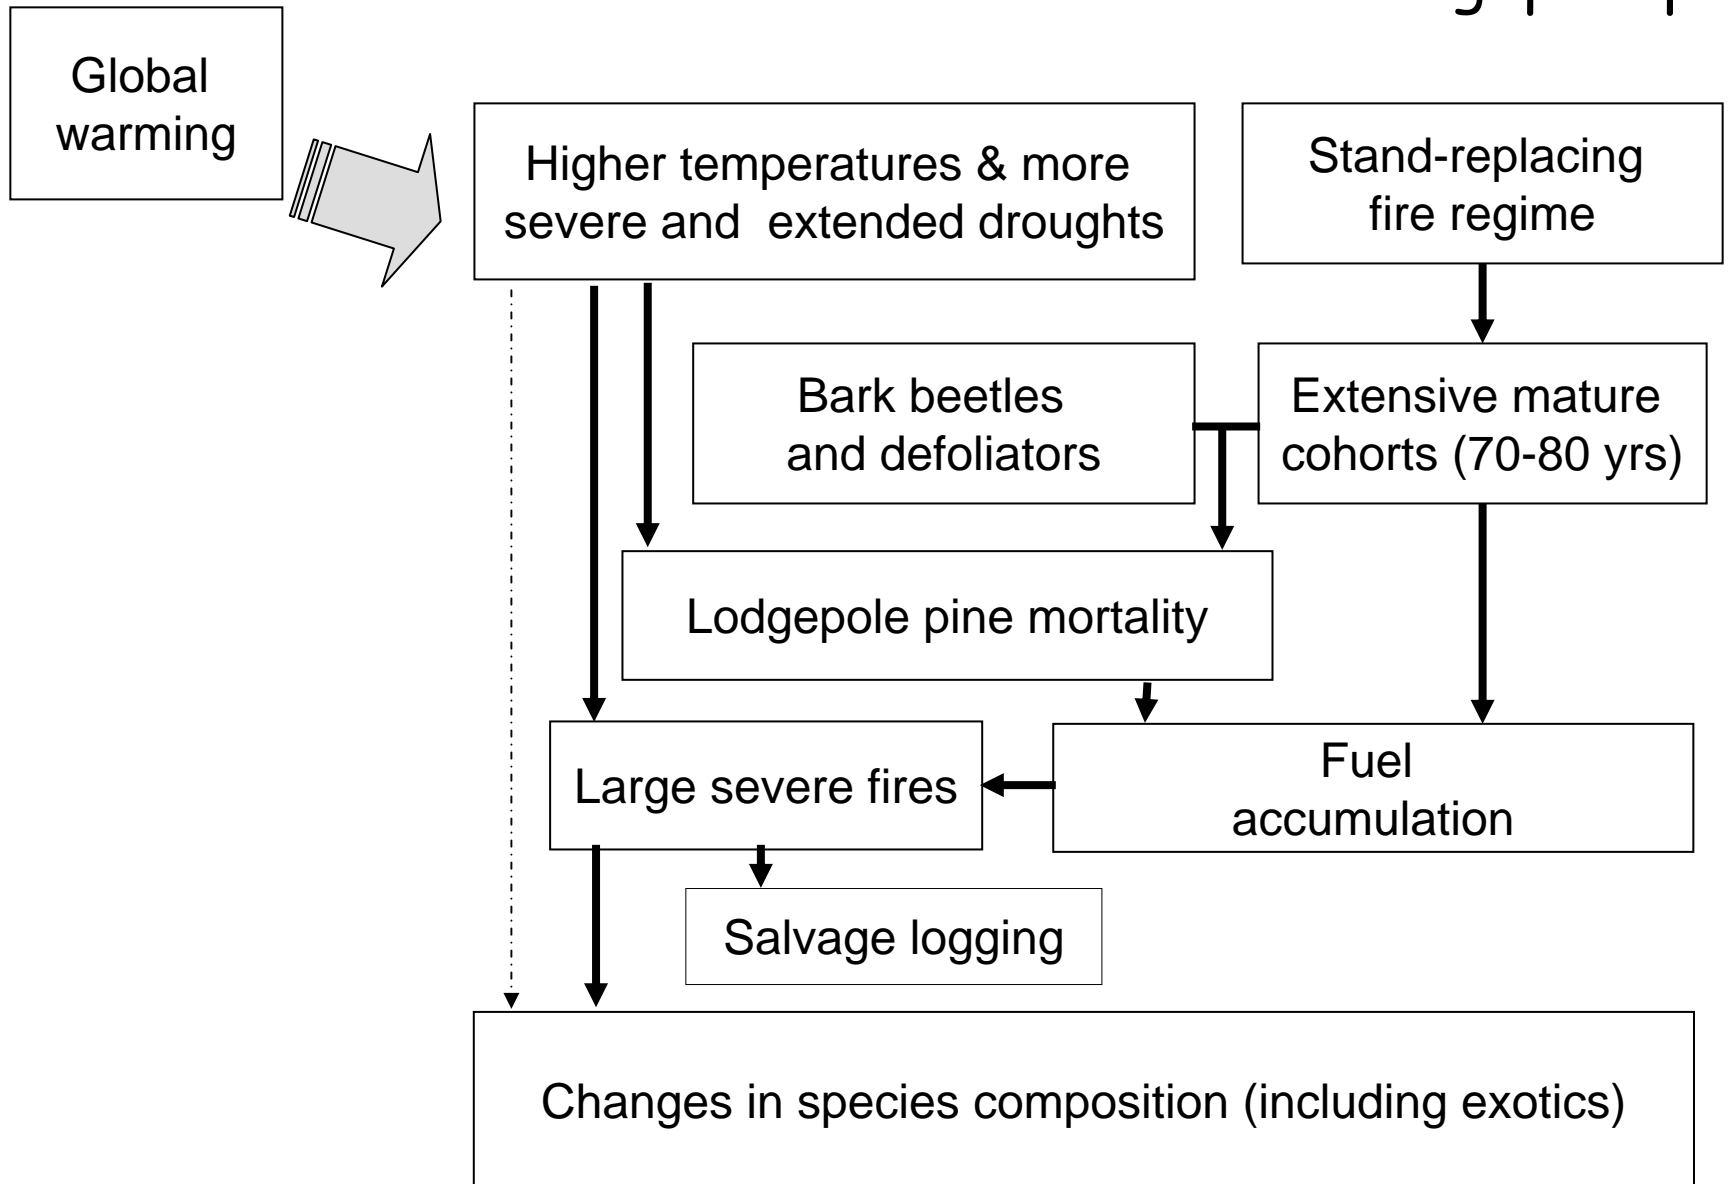 Global
warming
Higher temperatures & more
severe and extended droughts
Stand-replacing
fire regime
Bark beetles
and defoliators
Extensive mature
cohorts (70-80 yrs)
Lodgepole pine mortality
Large severe fires
Fuel
accumulation
Salvage logging
Changes in species composition (including exotics)